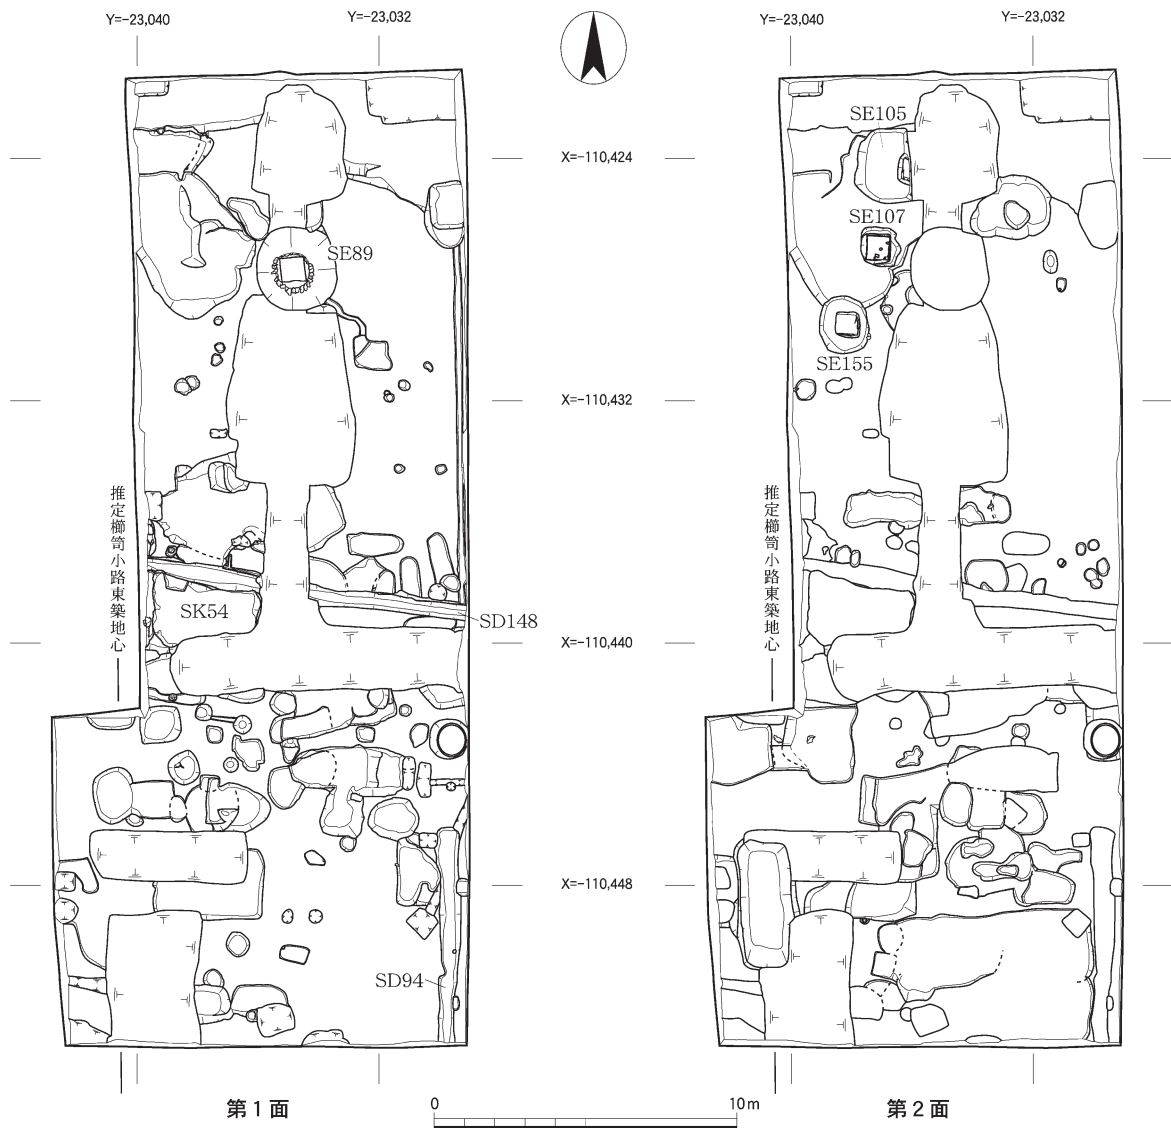 Y=-23,040
Y=-23,032
Y=-23,040
Y=-23,032
SE105
X=-110,424
SE107
SE89
SE155
X=-110,432
推定櫛笥小路東築地心
推定櫛笥小路東築地心
SK54
SD148
X=-110,440
X=-110,448
SD94
第1面
0
10m
第2面